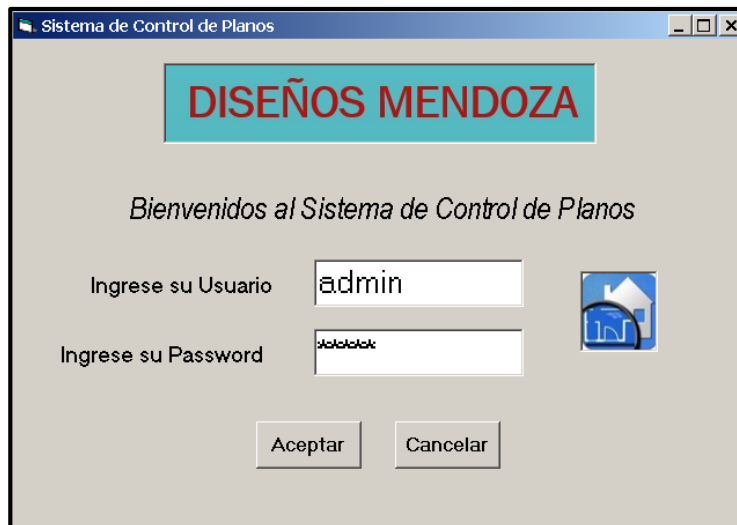 Sistema de Control de Planos
DISEÑOS MENDOZA
Bienvenidos al Sistema de Control de Planos
Ingrese su Usuario
admin
Ingrese su Password
******
Aceptar
Cancelar